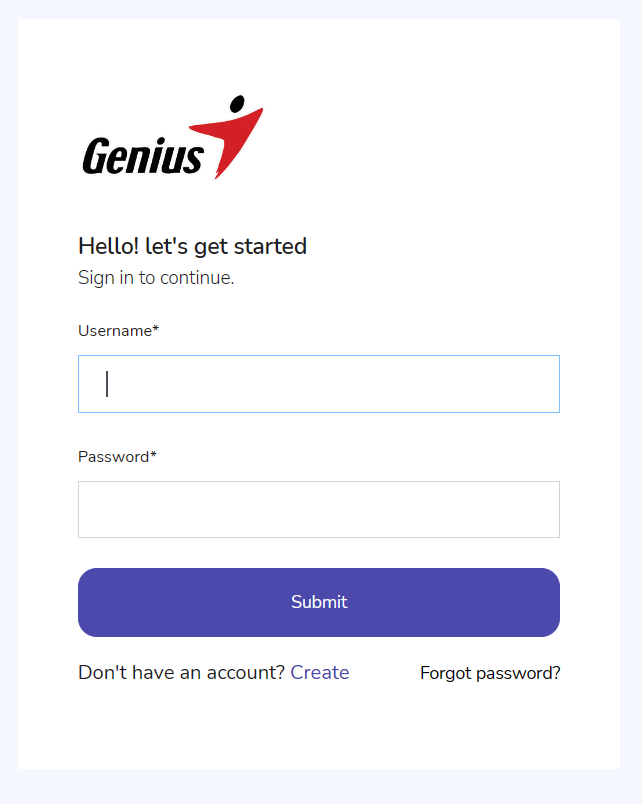 Genius
Hello! let's get started
Sign in to continue.
Username*
Password*
Submit
Don't have an account? Create
Forgot password?